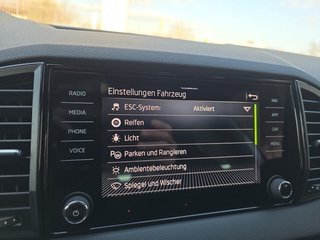 Einstellungen Fahrzeug
ESC-System: Aktiviert
Reifen
Licht
Parken und Rangieren
Ambientebeleuchtung
Spiegel und Wischer
RADIO
MEDIA
PHONE
VOICE
NAV
APP
CAR
MENU